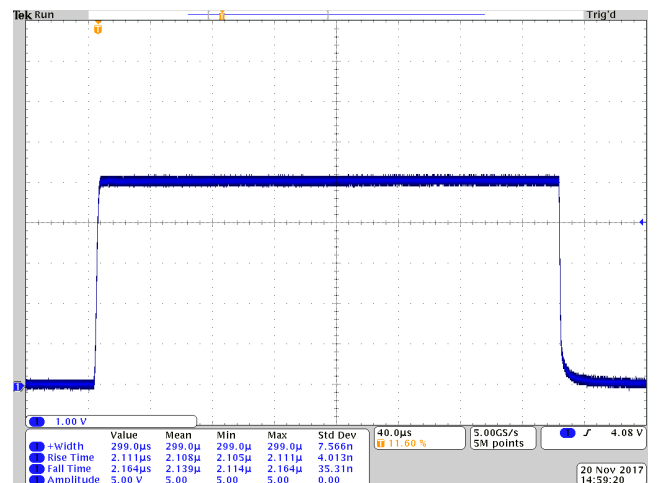 Tek Run Trig'd
T
T
1
1 1.00 V
40.0µs
T 11.60 %
5.00GS/s
5M points
1 4.08 V
Value Mean Min Max Std Dev
1 +Width 299.0µs 299.0µ 299.0µ 299.0µ 7.566n
1 Rise Time 2.111µs 2.108µ 2.105µ 2.111µ 4.013n
1 Fall Time 2.164µs 2.139µ 2.114µ 2.164µ 35.31n
1 Amplitude 5.00 V 5.00 5.00 5.00 0.00
20 Nov 2017
14:59:20